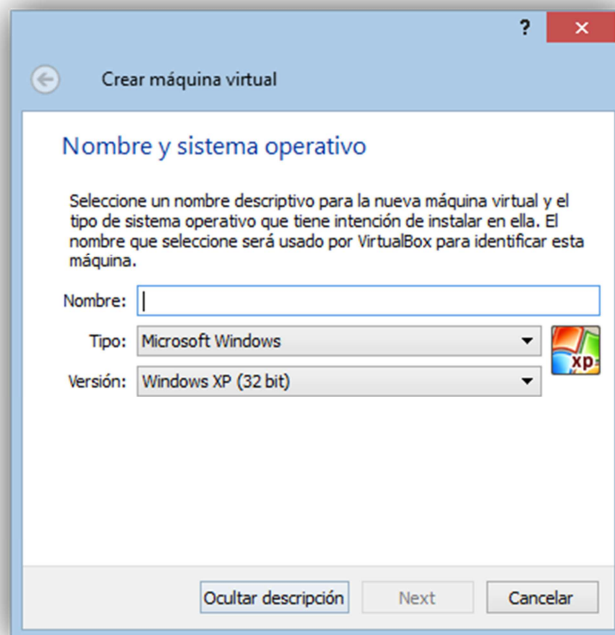 ?
Crear máquina virtual
Nombre y sistema operativo
Seleccione un nombre descriptivo para la nueva máquina virtual y el
tipo de sistema operativo que tiene intención de instalar en ella. El
nombre que seleccione será usado por VirtualBox para identificar esta
máquina.
Nombre:
Tipo: Microsoft Windows
xp
Versión: Windows XP (32 bit)
Ocultar descripción Next Cancelar